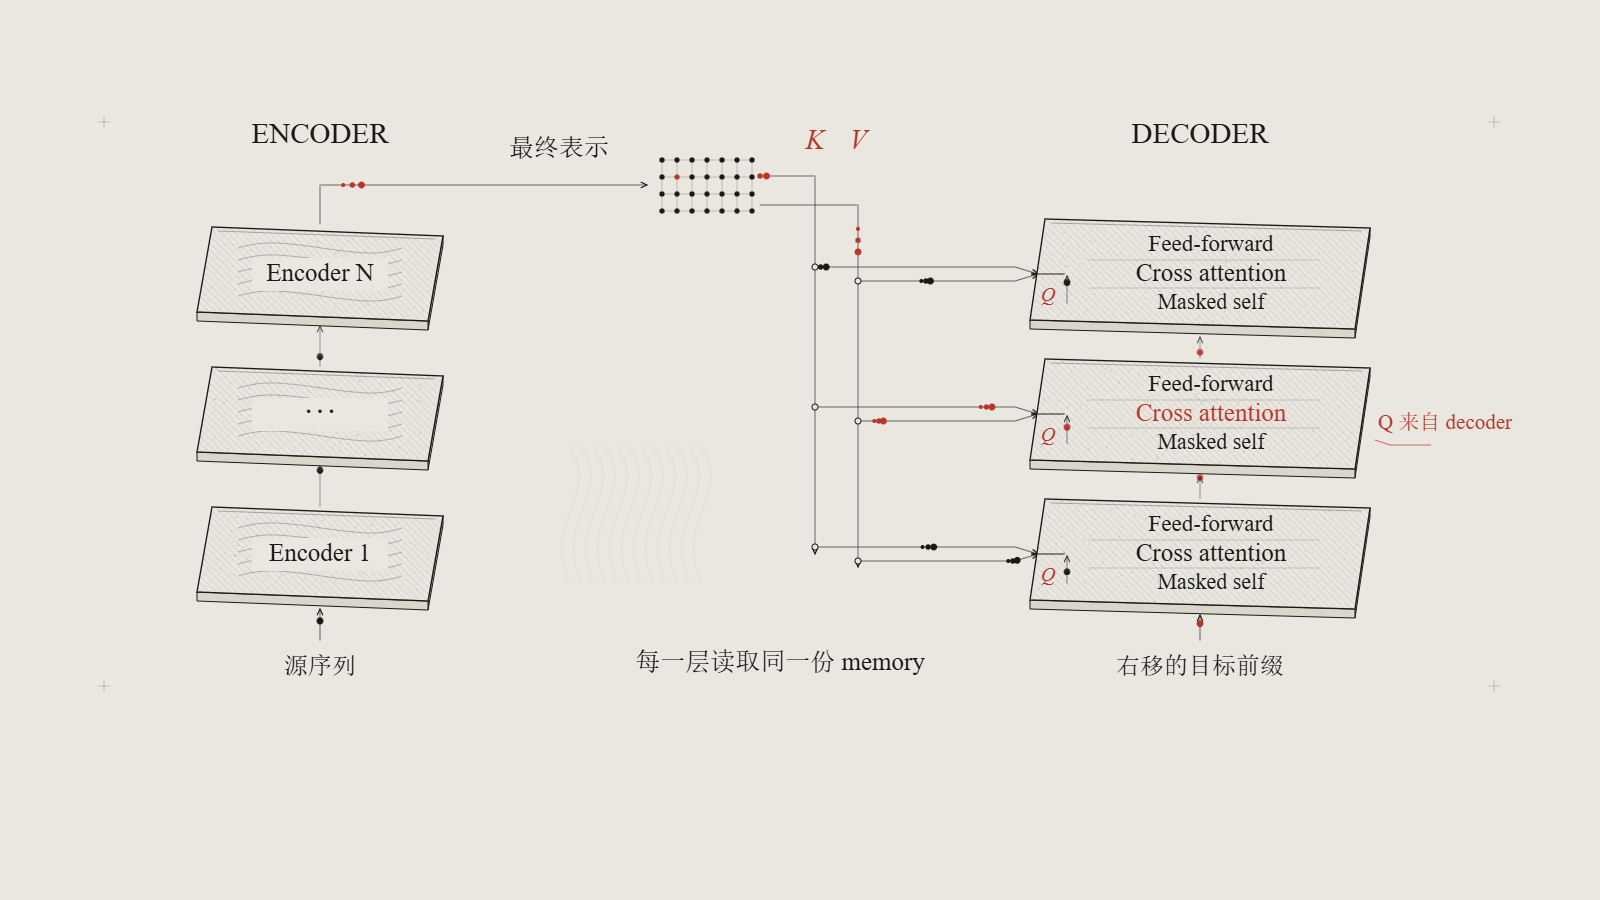 ENCODER
最终表示
K V
DECODER
Encoder N
...
Encoder 1
源序列
每一层读取同一份 memory
Feed-forward
Cross attention
Masked self
Q
Feed-forward
Cross attention
Masked self
Q
Q 来自 decoder
Feed-forward
Cross attention
Masked self
Q
右移的目标前缀